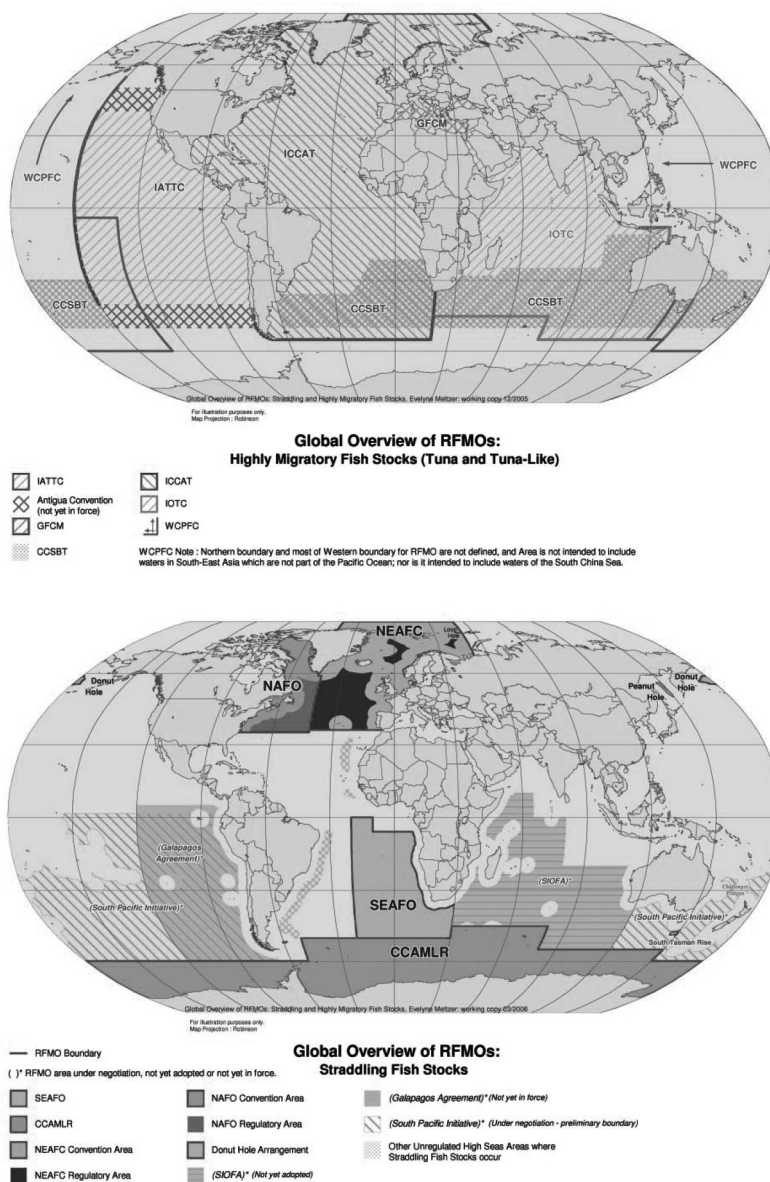 GFCM
ICCAT
WCPFC
WCPFC
IATTC
IOTC
CCSBT
CCSBT
CCSBT
Global Overview of RFMOs: Straddling and Highly Migratory Fish Stocks. Evelyne Meltzer: working copy 12/2005
For illustration purposes only.
Map Projection : Robinson
Global Overview of RFMOs:
Highly Migratory Fish Stocks (Tuna and Tuna-Like)
IATTC
ICCAT
Antigua Convention
(not yet in force)
IOTC
GFCM
WCPFC
CCSBT
WCPFC Note : Northern boundary and most of Western boundary for RFMO are not defined, and Area is not intended to include
waters in South-East Asia which are not part of the Pacific Ocean; nor is it intended to include waters of the South China Sea.
NEAFC
Loop
Hole
Donut
Hole
NAFO
Peanut
Hole
Donut
Hole
(Galapagos
Agreement)*
(SIOFA)*
(South Pacific Initiative)*
SEAFO
Challenger
(South Pacific Initiative)*
South Tasman Rise
CCAMLR
Global Overview of RFMOs: Straddling and Highly Migratory Fish Stocks. Evelyne Meltzer: working copy 03/2006
For illustration purposes only.
Map Projection : Robinson
Global Overview of RFMOs:
Straddling Fish Stocks
RFMO Boundary
( )* RFMO area under negotiation, not yet adopted or not yet in force.
SEAFO
NAFO Convention Area
(Galapagos Agreement)* (Not yet in force)
CCAMLR
NAFO Regulatory Area
(South Pacific Initiative)* (Under negotiation - preliminary boundary)
NEAFC Convention Area
Donut Hole Arrangement
Other Unregulated High Seas Areas where
Straddling Fish Stocks occur
NEAFC Regulatory Area
(SIOFA)* (Not yet adopted)